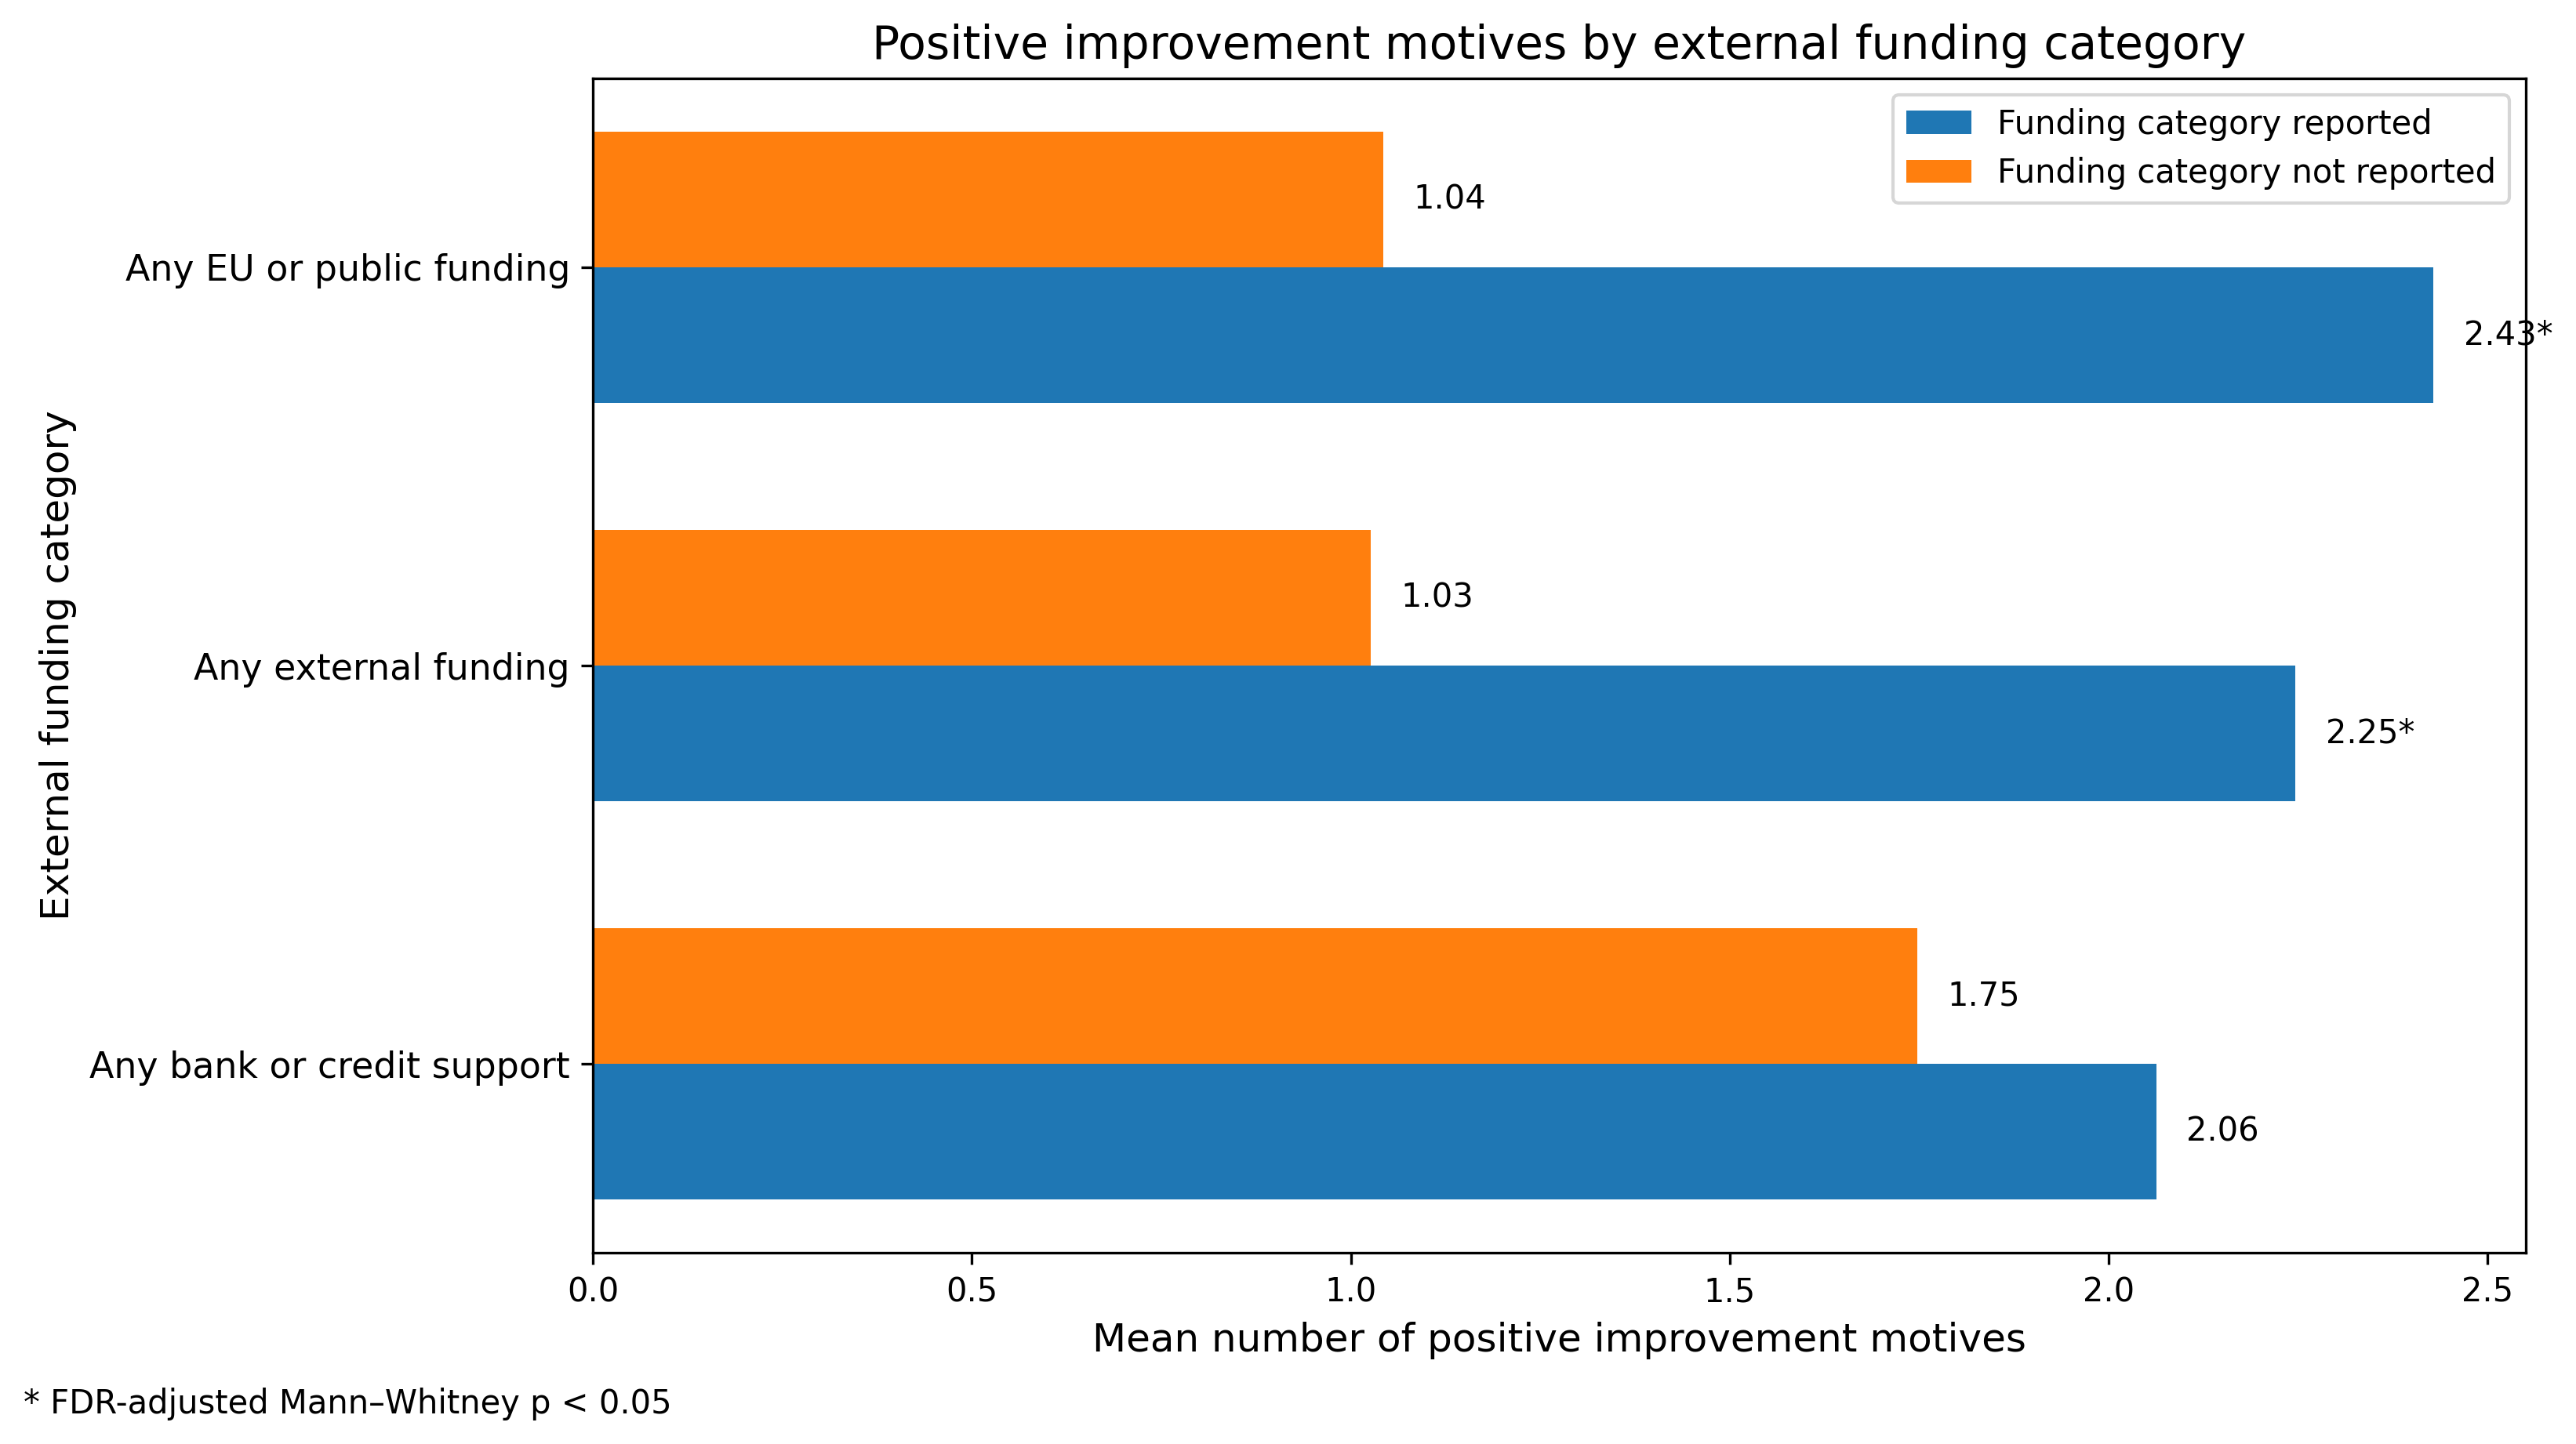 Positive improvement motives by external funding category
Funding category reported
Funding category not reported
External funding category
Any EU or public funding
1.04
2.43*
Any external funding
1.03
2.25*
Any bank or credit support
1.75
2.06
0.0 0.5 1.0 1.5 2.0 2.5
Mean number of positive improvement motives
* FDR-adjusted Mann–Whitney p < 0.05